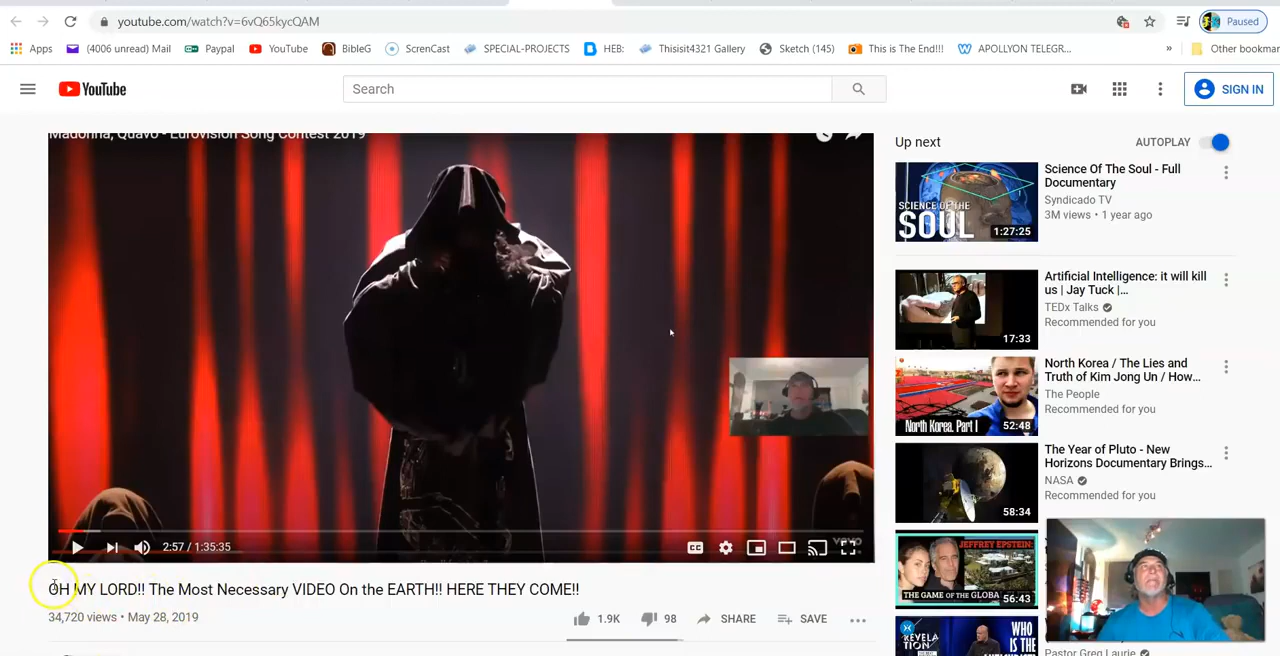 youtube.com/watch?v=6vQ65kycQAM
Paused
Apps
(4006 unread) Mail
Paypal
YouTube
BibleG
ScrenCast
SPECIAL-PROJECTS
HEB:
Thisisit4321 Gallery
Sketch (145)
This is The End!!!
APOLLYON TELEGR...
»
Other bookmar
YouTube
Search
SIGN IN
Madonna, Quavo - Eurovision Song Contest 2019
2:57 / 1:35:35
CC
vevo
OH MY LORD!! The Most Necessary VIDEO On the EARTH!! HERE THEY COME!!
34,720 views • May 28, 2019
1.9K
98
SHARE
SAVE
Up next
AUTOPLAY
SCIENCE OF THE
SOUL
1:27:25
Science Of The Soul - Full
Documentary
Syndicado TV
3M views • 1 year ago
17:33
Artificial Intelligence: it will kill
us | Jay Tuck |...
TEDx Talks
Recommended for you
North Korea, Part I
52:48
North Korea / The Lies and
Truth of Kim Jong Un / How...
The People
Recommended for you
58:34
The Year of Pluto - New
Horizons Documentary Brings...
NASA
Recommended for you
JEFFREY EPSTEIN:
THE GAME OF THE GLOBA
56:43
REVELA
TION
WHO
IS THE
Pastor Greg Laurie